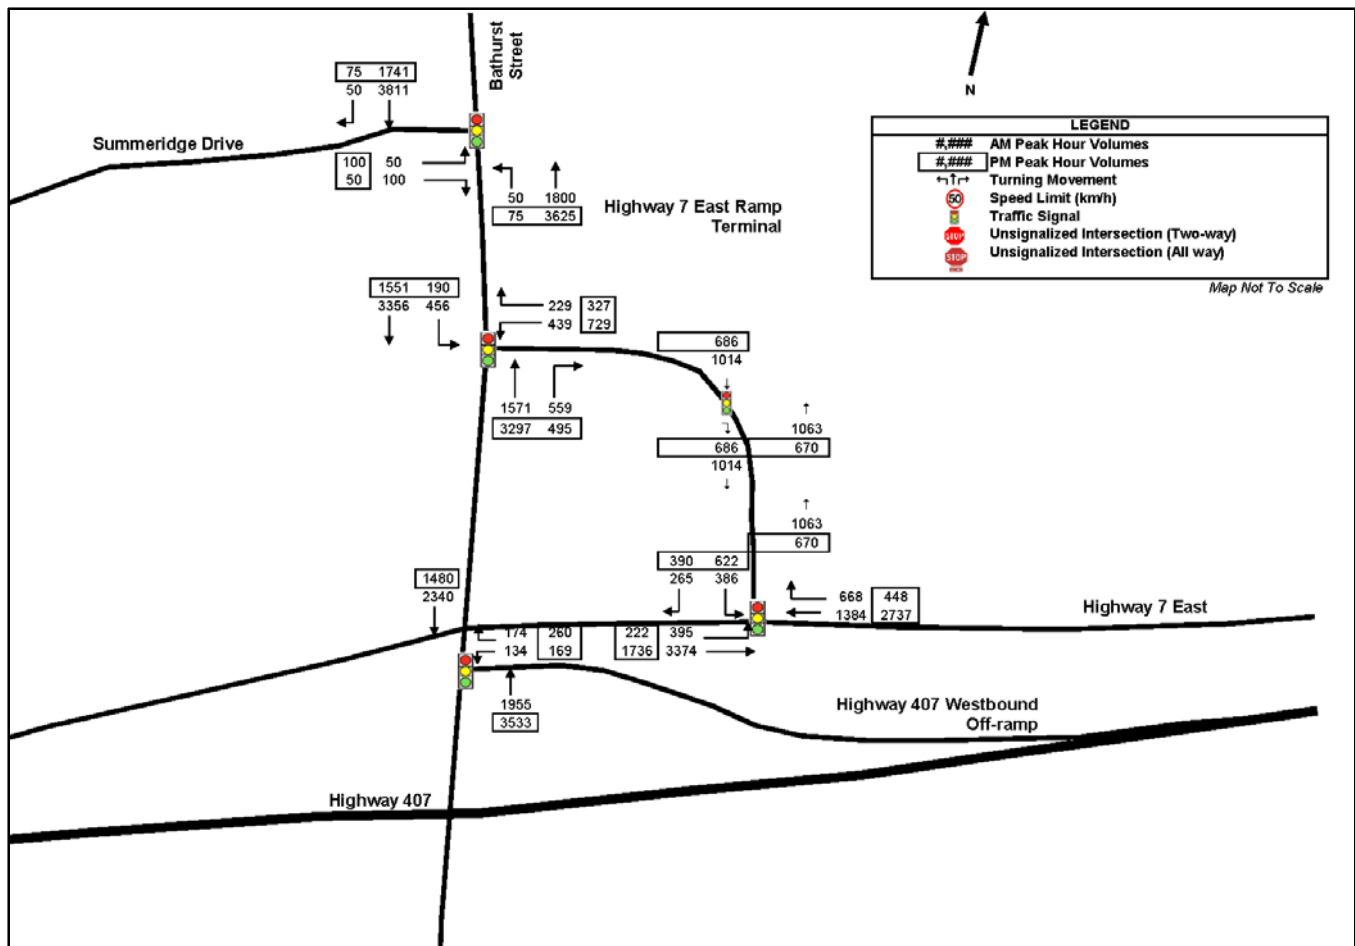 Bathurst
Street
N
75 1741
50 3811
Summeridge Drive
100 50
50 100
50 1800
75 3625
Highway 7 East Ramp
Terminal
LEGEND
#,### AM Peak Hour Volumes
#,### PM Peak Hour Volumes
Turning Movement
50 Speed Limit (km/h)
Traffic Signal
STOP Unsignalized Intersection (Two-way)
STOP Unsignalized Intersection (All way)
Map Not To Scale
1551 190
3356 456
229 327
439 729
686
1014
1571 559
3297 495
1063
686 670
1014
1063
670
390 622
265 386
1480
2340
668 448
1384 2737
Highway 7 East
174 260 222 395
134 169 1736 3374
1955
3533
Highway 407 Westbound
Off-ramp
Highway 407